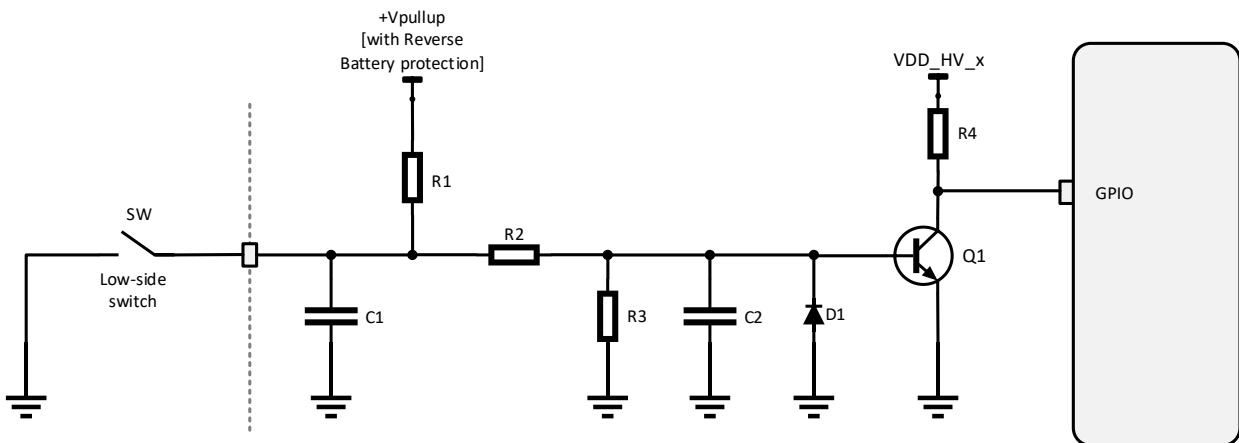 +Vpullup
[with Reverse
Battery protection]
VDD_HV_x
R4
R1
GPIO
SW
R2
Q1
Low-side
switch
C1
R3
C2
D1